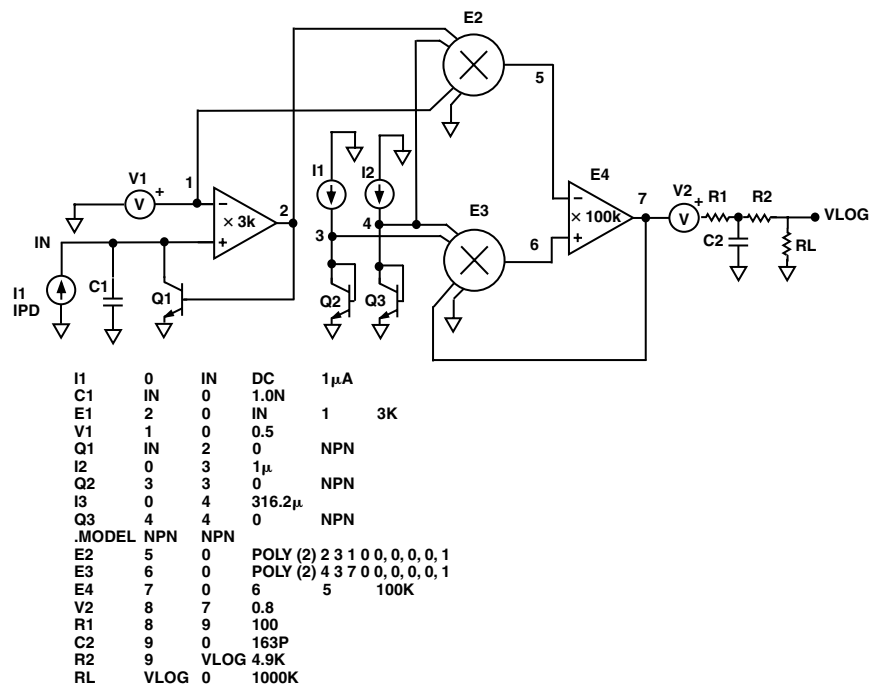 E2
5
I1
I2
E4
V1
+
1
V
−
× 3k
+
2
4
3
E3
6
−
× 100k
+
7
V2
+
V
R1
R2
VLOG
C2
RL
IN
I1
IPD
C1
Q1
Q2
Q3
I1 0 IN DC 1μA
C1 IN 0 1.0N
E1 2 0 IN 1 3K
V1 1 0 0.5
Q1 IN 2 0 NPN
I2 0 3 1μ
Q2 3 3 0 NPN
I3 0 4 316.2μ
Q3 4 4 0 NPN
.MODEL NPN NPN
E2 5 0 POLY (2) 2 3 1 0 0, 0, 0, 0, 1
E3 6 0 POLY (2) 4 3 7 0 0, 0, 0, 0, 1
E4 7 0 6 5 100K
V2 8 7 0.8
R1 8 9 100
C2 9 0 163P
R2 9 VLOG 4.9K
RL VLOG 0 1000K